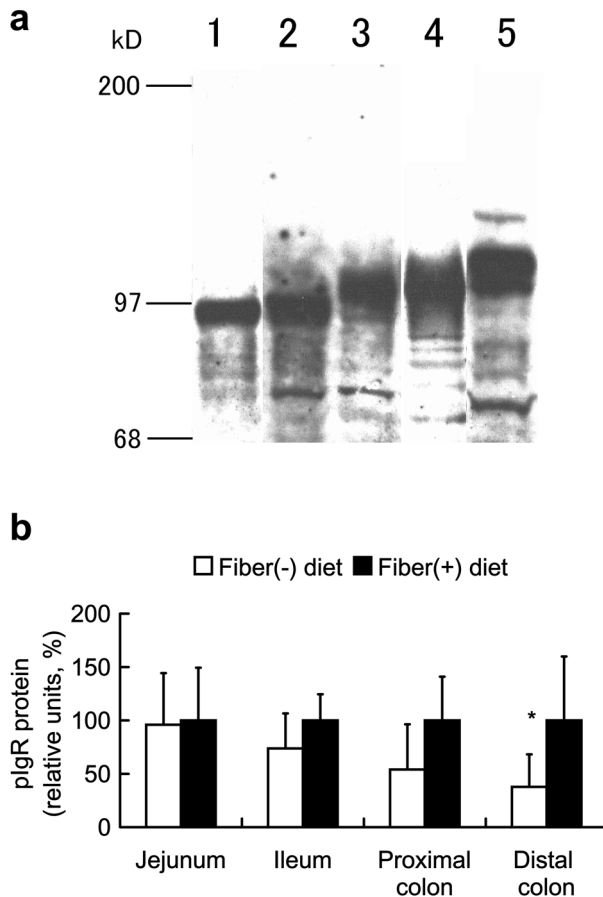 a
kD 1 2 3 4 5
200
97
68
b
Fiber(-) diet Fiber(+) diet
pIgR protein
(relative units, %)
200
150
100
50
0
*
Jejunum Ileum Proximal colon Distal colon